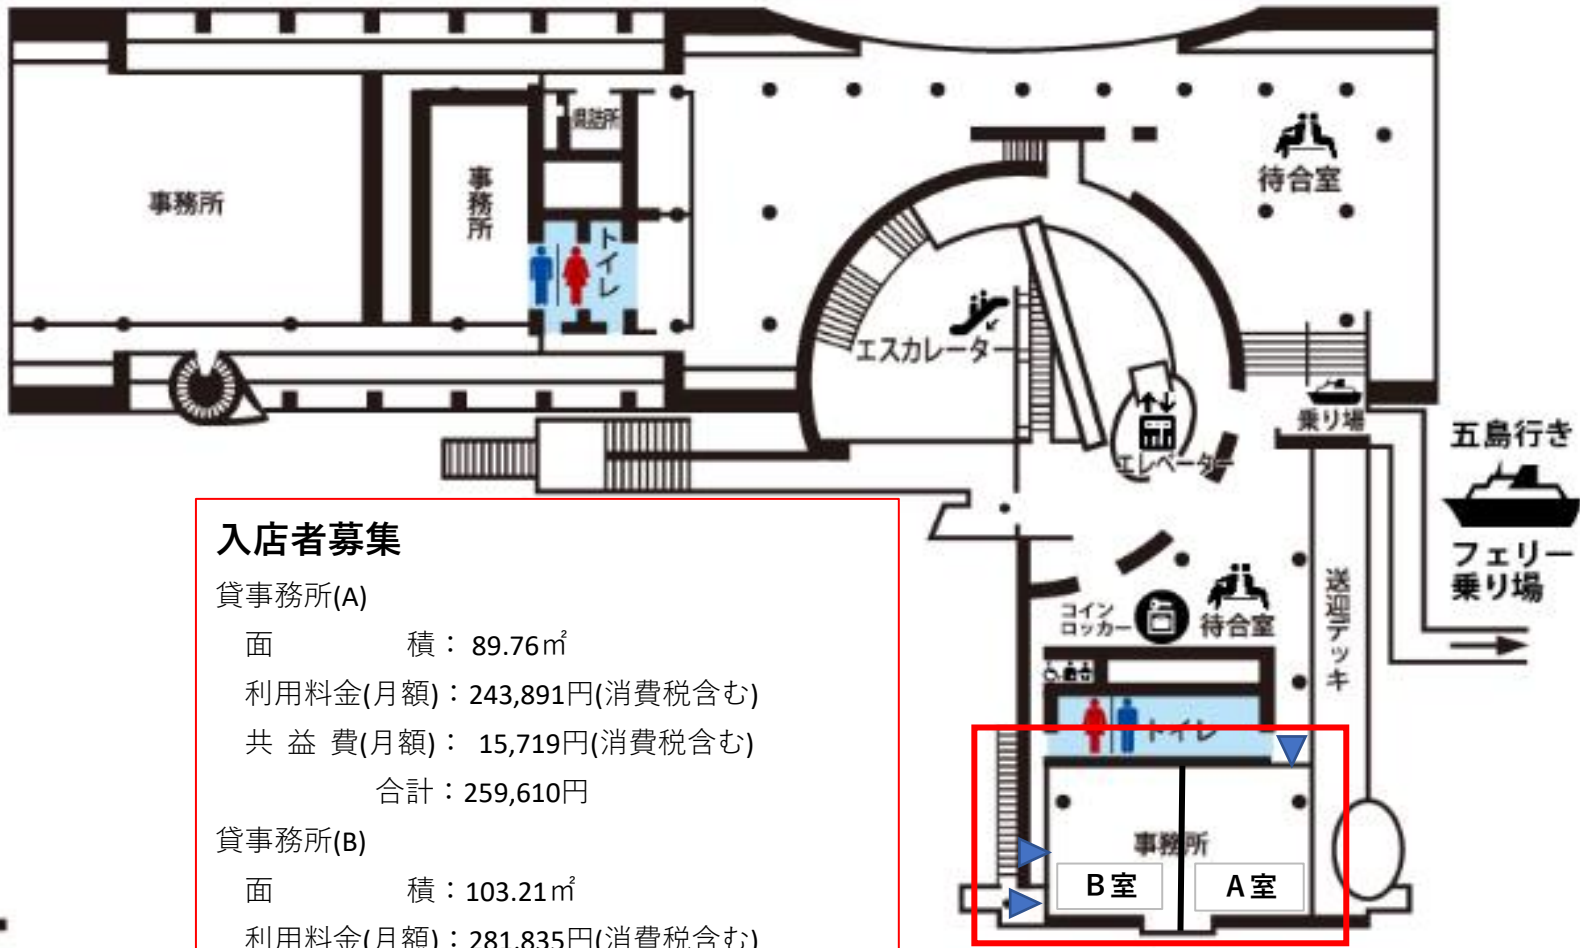 県詰所
事務所
事務所
トイレ
待合室
エスカレーター
エレベーター
乗り場
五島行き
フェリー
乗り場
送迎デッキ
コイン
ロッカー
待合室
トイレ
事務所
B室
A室
入店者募集
貸事務所(A)
面　　　積：89.76㎡
利用料金(月額)：243,891円(消費税含む)
共 益 費(月額)： 15,719円(消費税含む)
合計：259,610円
貸事務所(B)
面　　　積：103.21㎡
利用料金(月額)：281,835円(消費税含む)